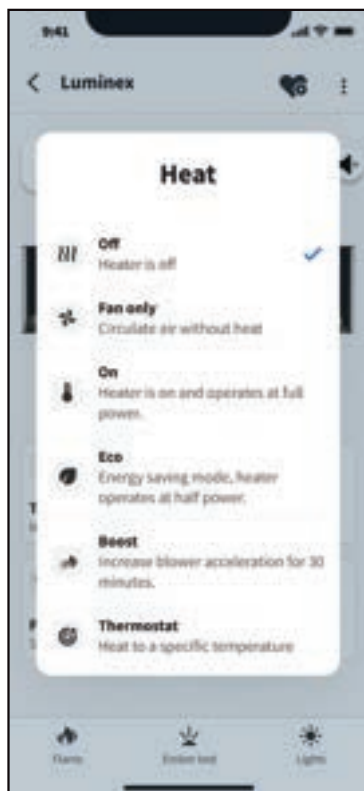 9:41
Luminex
Heat
Off
Heater is off
Fan only
Circulate air without heat
On
Heater is on and operates at full
power.
Eco
Energy saving mode, heater
operates at half power.
Boost
Increase blower acceleration for 30
minutes.
Thermostat
Heat to a specific temperature
Flame
Ember bed
Lights